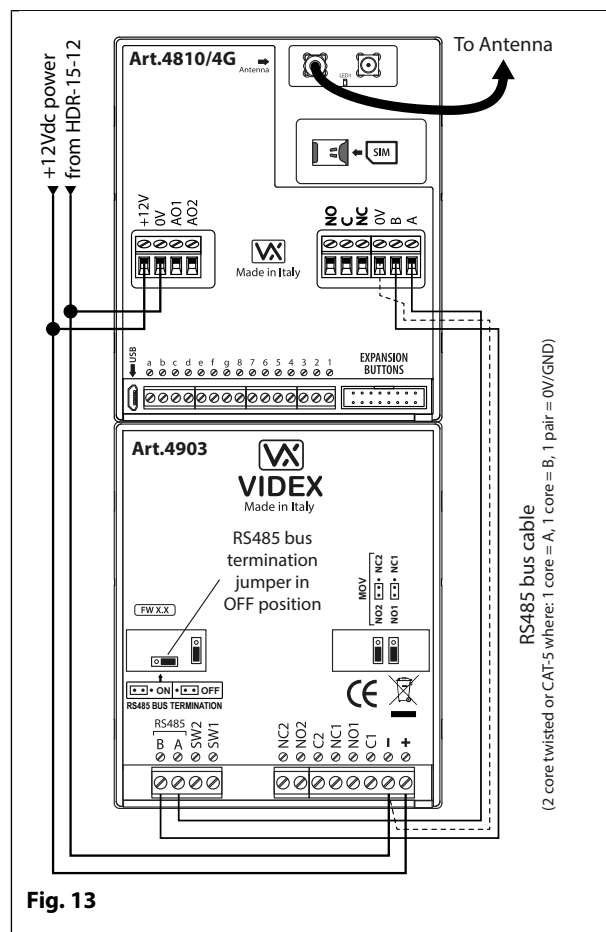 To Antenna
+12Vdc power
from HDR-15-12
Art.4810/4G
Antenna
LED1
SIM
+12V
0V
AO1
AO2
NO
C
NC
0V
B
A
VX
Made in Italy
USB
a b c d e f g 8 7 6 5 4 3 2 1
EXPANSION
BUTTONS
Art.4903
VX
VIDEX
Made in Italy
RS485 bus
termination
jumper in
OFF position
MOV
NO2 NC2
NO1 NC1
FW X.X
ON OFF
RS485 BUS TERMINATION
CE
RS485
B
A
SW2
SW1
NC2
NO2
C2
NC1
NO1
C1
–
+
RS485 bus cable
(2 core twisted or CAT-5 where: 1 core = A, 1 core = B, 1 pair = 0V/GND)
Fig. 13